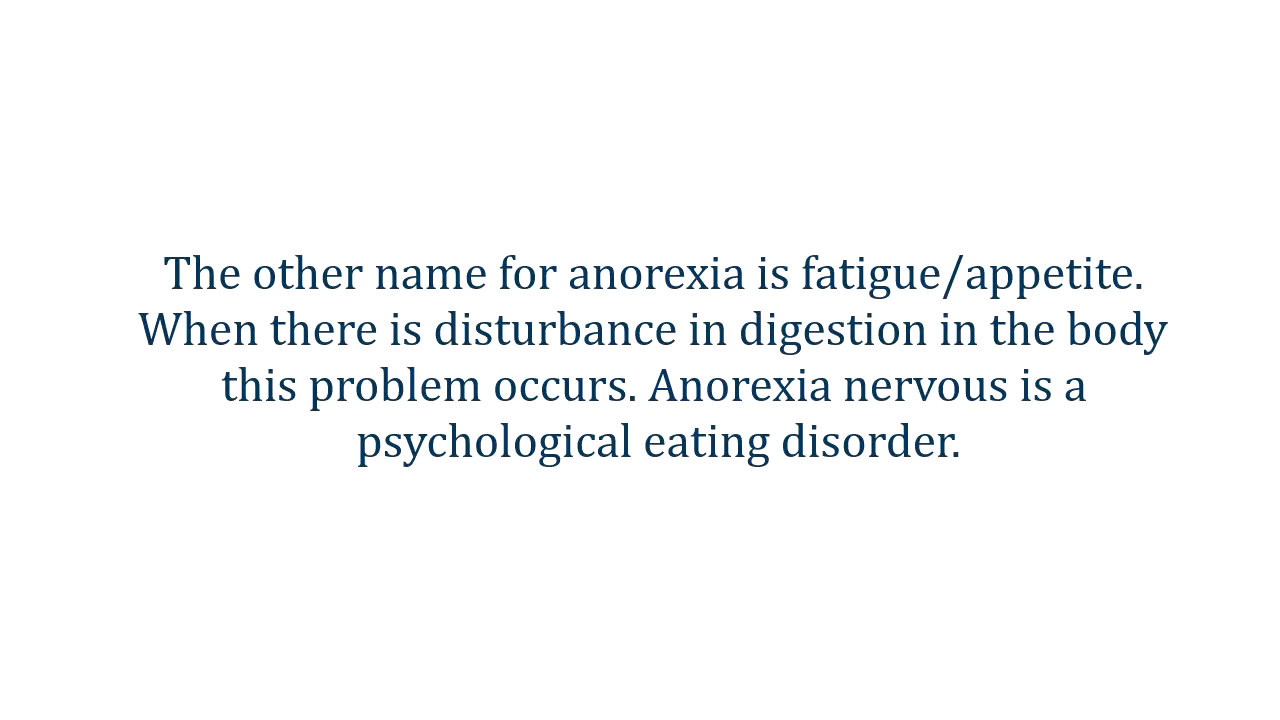 The other name for anorexia is fatigue/appetite.
When there is disturbance in digestion in the body
this problem occurs. Anorexia nervous is a
psychological eating disorder.